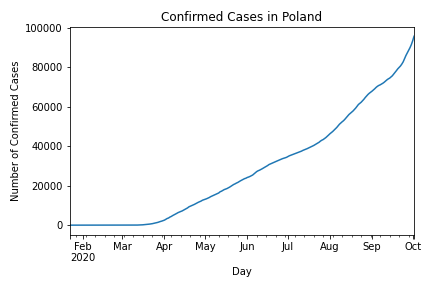 Confirmed Cases in Poland
100000
80000
60000
40000
20000
0
Number of Confirmed Cases
Feb Mar Apr May Jun Jul Aug Sep Oct
2020
Day